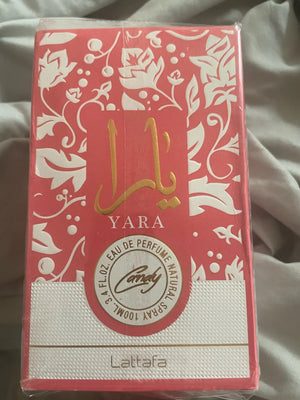 يارا
YARA
3.4 FL.OZ. EAU DE PERFUME NATURAL SPRAY 100ML.
Candy
Lattafa